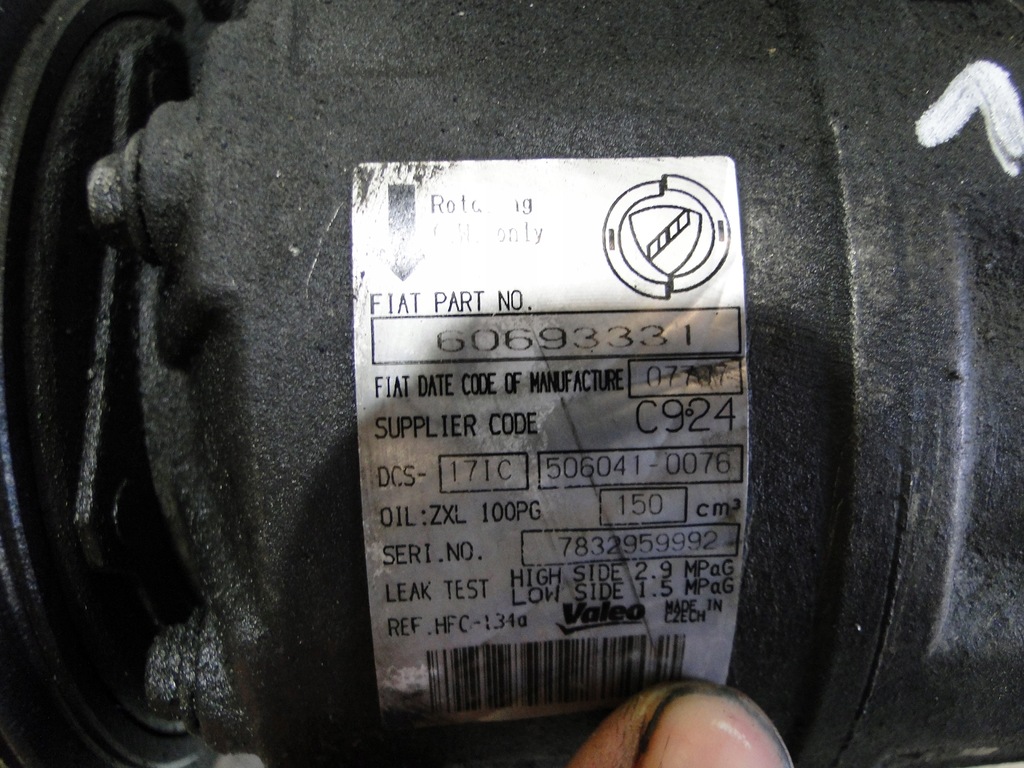 only
FIAT PART NO.
60693331
FIAT DATE CODE OF MANUFACTURE
SUPPLIER CODE C924
DCS- 17IC 506041-0076
OIL:ZXL 100PG 150 cm³
SERI.NO. 7832959992
LEAK TEST HIGH SIDE 2.9 MPaG
LOW SIDE 1.5 MPaG
REF.HFC-134a Valeo MADE IN
CZECH